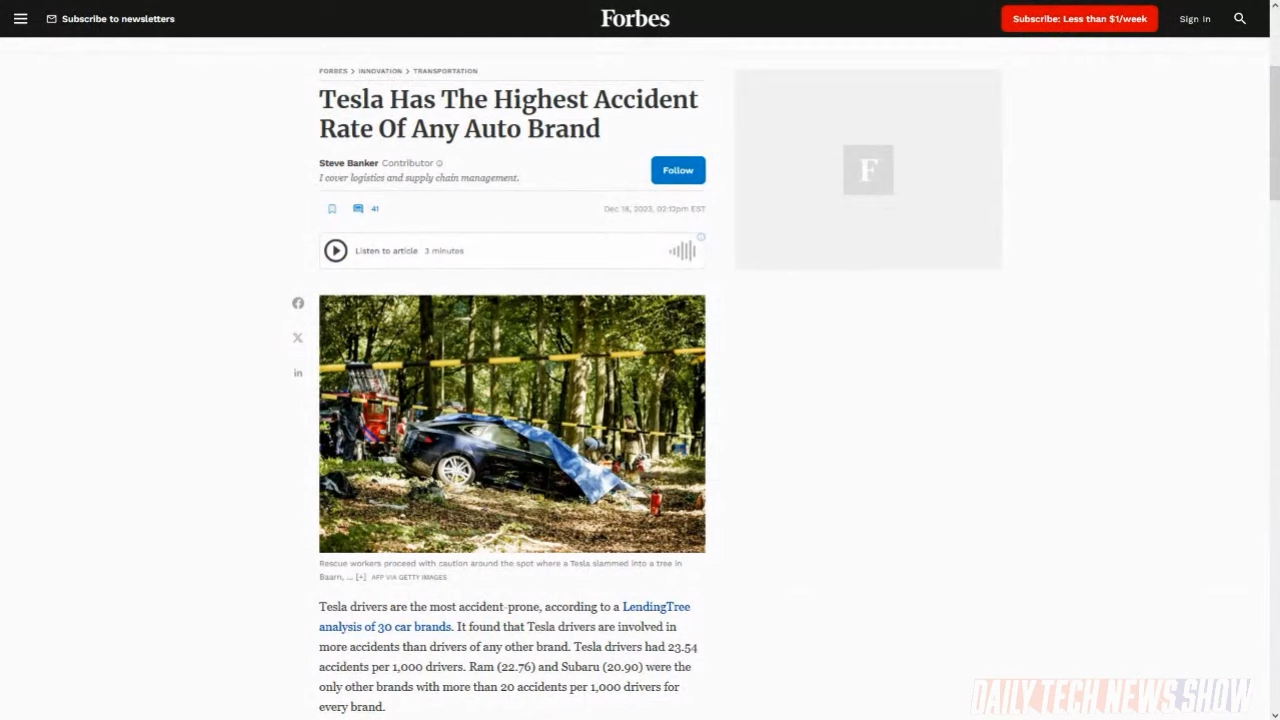 Subscribe to newsletters
Forbes
Subscribe: Less than $1/week
Sign In
FORBES > INNOVATION > TRANSPORTATION
Tesla Has The Highest Accident
Rate Of Any Auto Brand
Steve Banker Contributor
I cover logistics and supply chain management.
Follow
41
Dec 18, 2023, 02:12pm EST
Listen to article 3 minutes
F
Rescue workers proceed with caution around the spot where a Tesla slammed into a tree in
Baarn, ... [+] AFP VIA GETTY IMAGES
Tesla drivers are the most accident-prone, according to a LendingTree
analysis of 30 car brands. It found that Tesla drivers are involved in
more accidents than drivers of any other brand. Tesla drivers had 23.54
accidents per 1,000 drivers. Ram (22.76) and Subaru (20.90) were the
only other brands with more than 20 accidents per 1,000 drivers for
every brand.
DAILY TECH NEWS SHOW